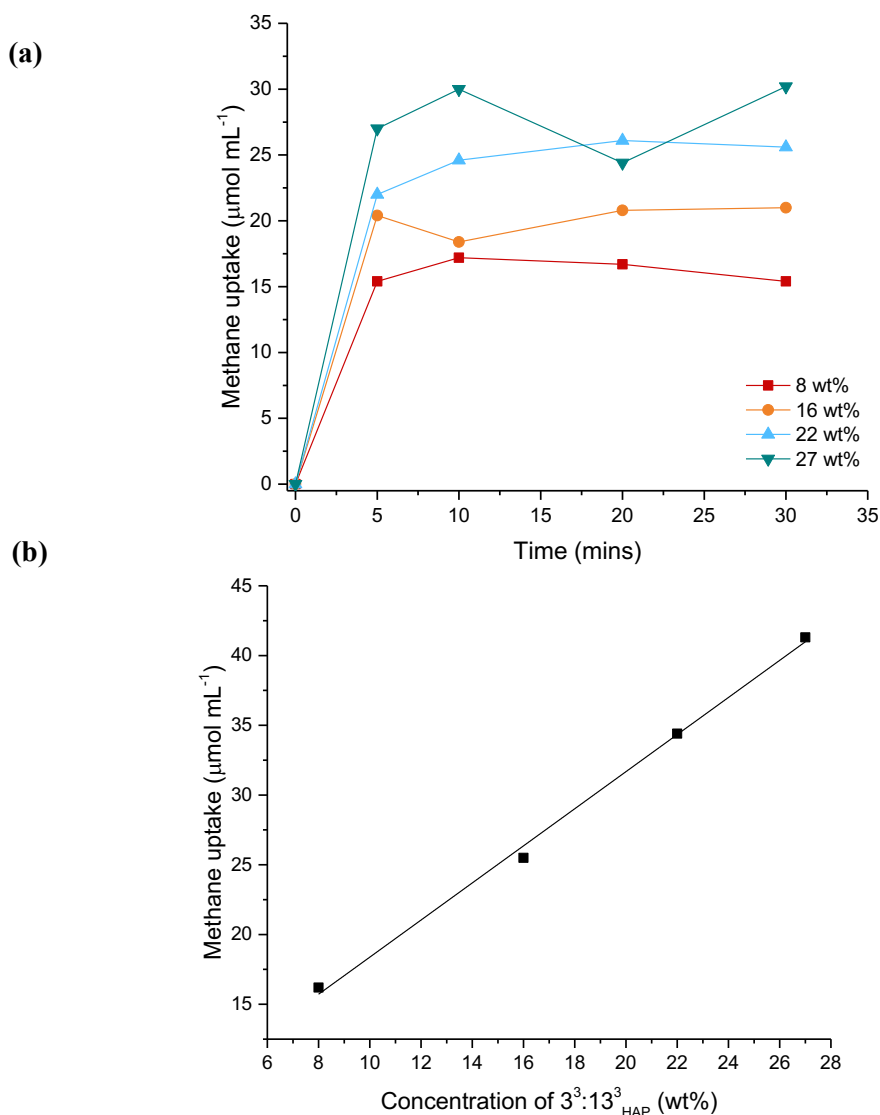 (a)
Methane uptake (μmol mL⁻¹)
35
30
25
20
15
10
5
0
8 wt%
16 wt%
22 wt%
27 wt%
0 5 10 15 20 25 30 35
Time (mins)
(b)
Methane uptake (μmol mL⁻¹)
45
40
35
30
25
20
15
6 8 10 12 14 16 18 20 22 24 26 28
Concentration of 3³:13³HAP (wt%)